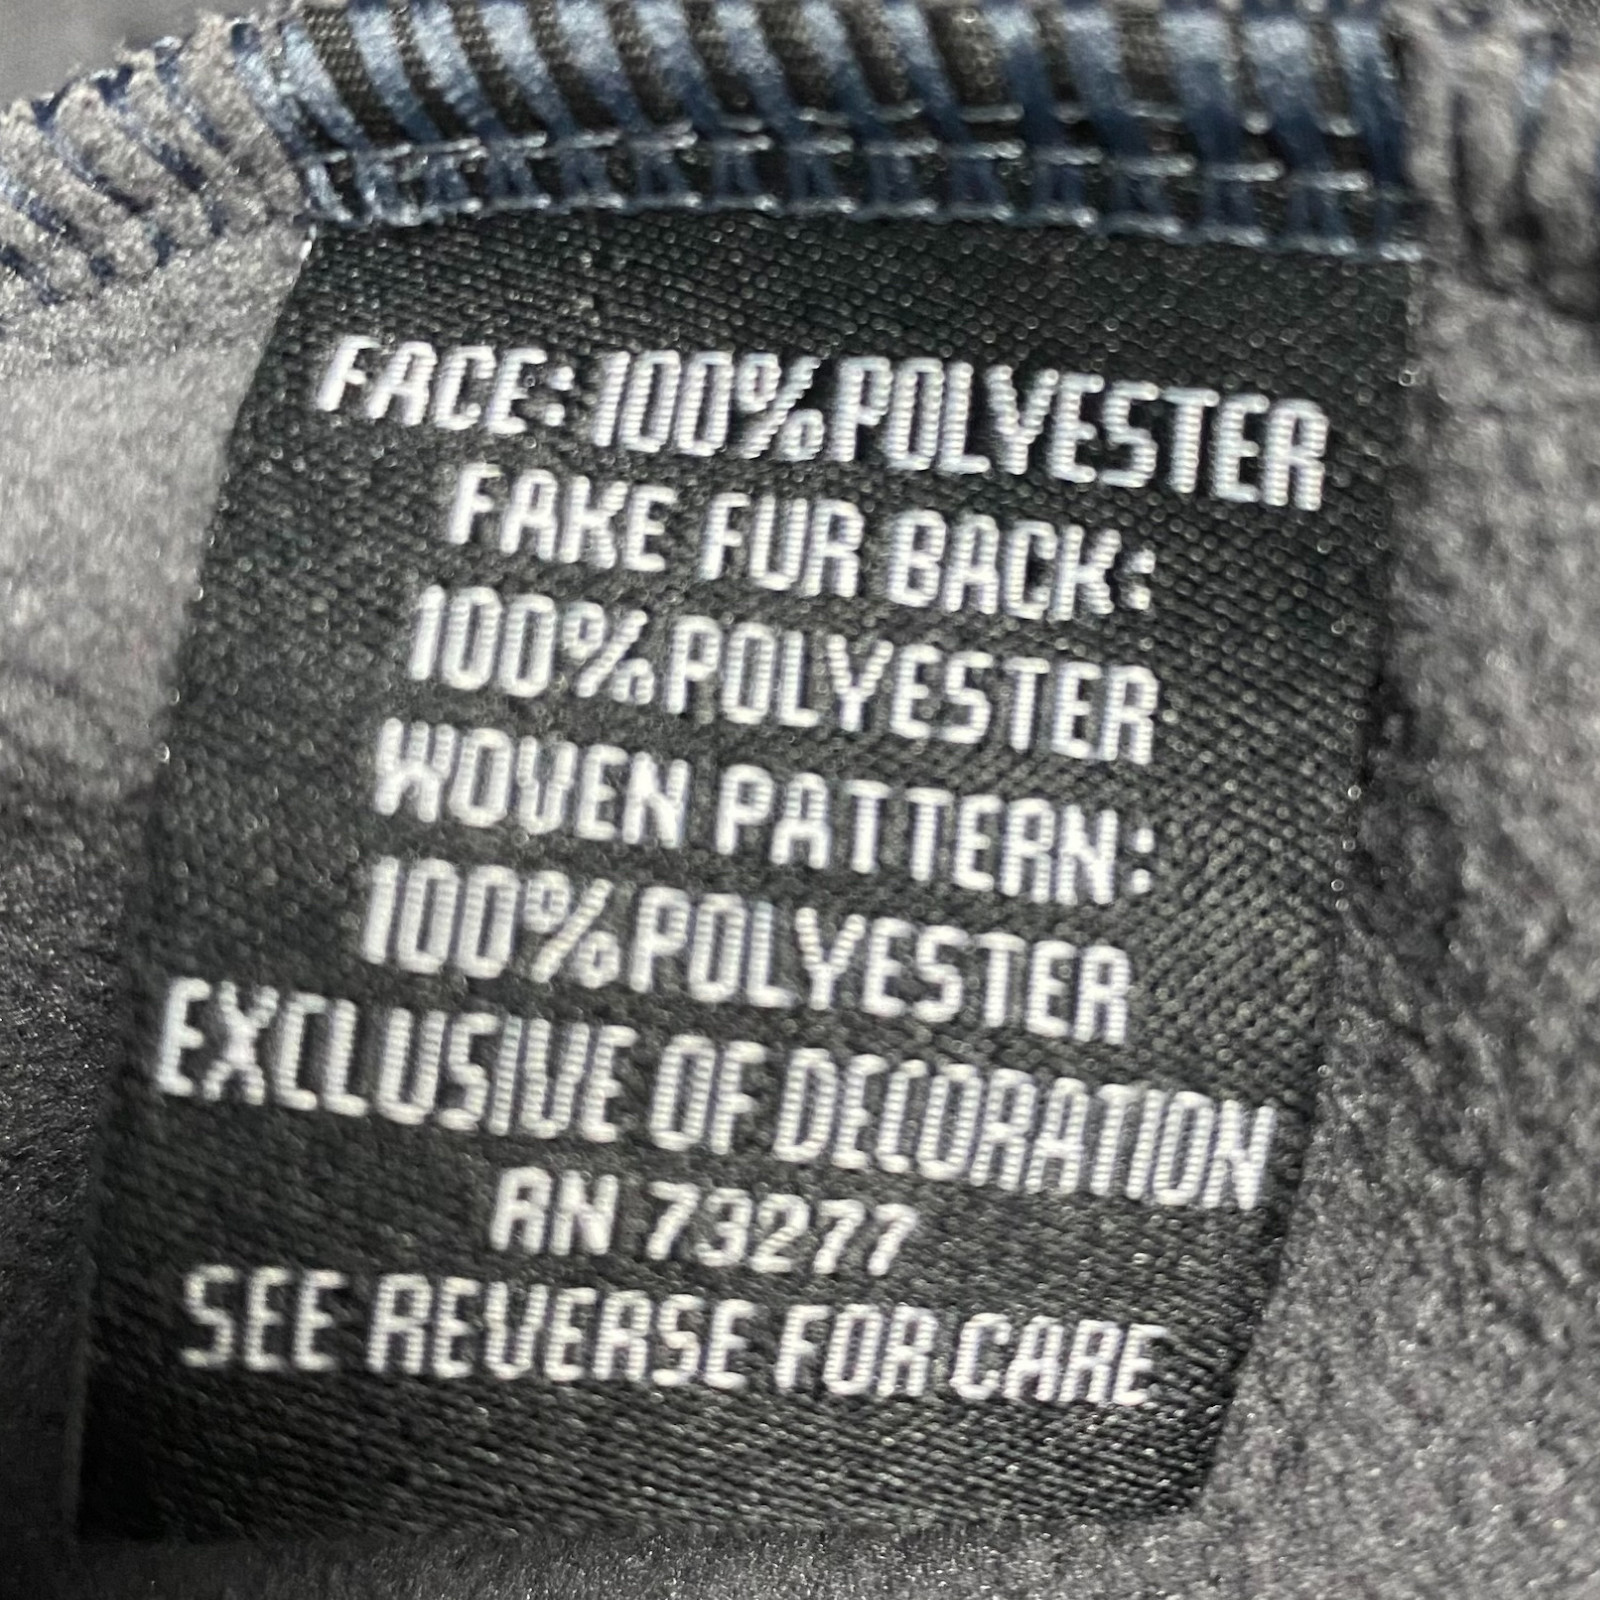 FACE: 100% POLYESTER
FAKE FUR BACK:
100% POLYESTER
WOVEN PATTERN:
100% POLYESTER
EXCLUSIVE OF DECORATION
RN 73277
SEE REVERSE FOR CARE